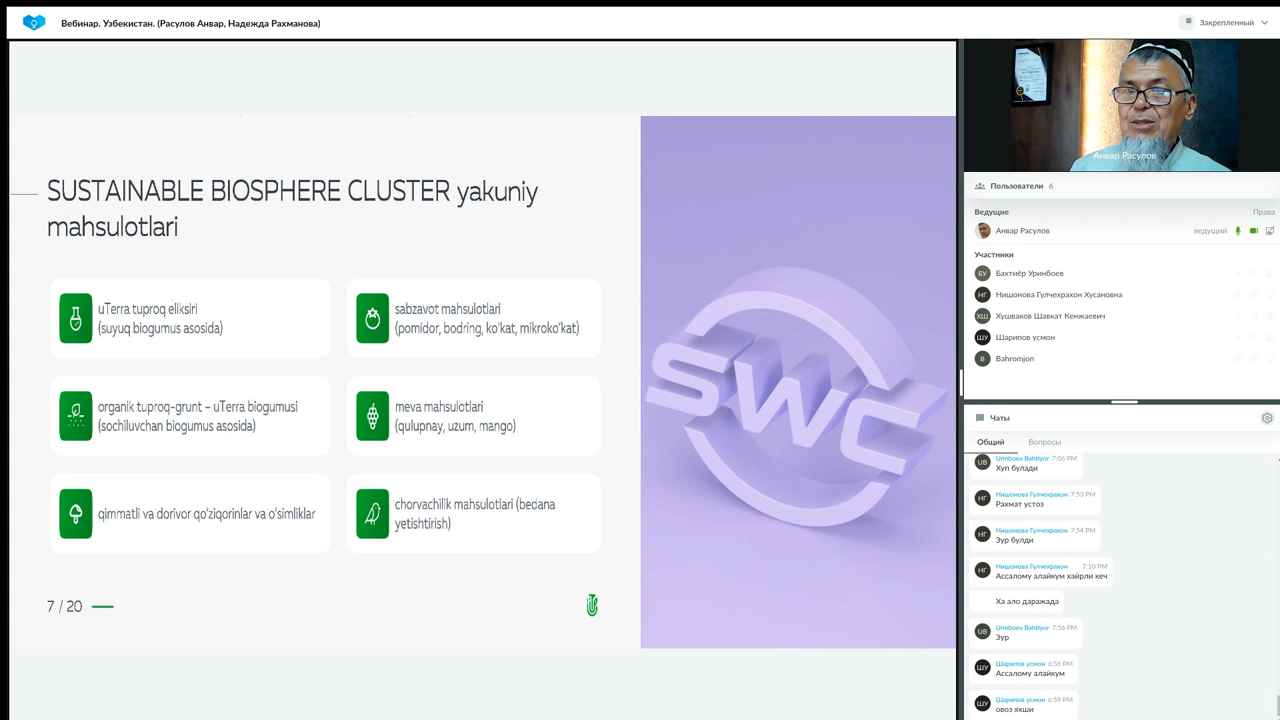 Вебинар. Узбекистан. (Расулов Анвар, Надежда Рахманова)
Закрепленный
SUSTAINABLE BIOSPHERE CLUSTER yakuniy
mahsulotlari
uTerra tuproq eliksiri
(suyuq biogumus asosida)
sabzavot mahsulotlari
(pomidor, bodring, ko'kat, mikroko'kat)
organik tuproq-grunt – uTerra biogumusi
(sochiluvchan biogumus asosida)
meva mahsulotlari
(qulupnay, uzum, mango)
qimmatli va dorivor qo'ziqorinlar va o'simliklar
chorvachilik mahsulotlari (bedana
yetishtirish)
7 / 20
SWC
Анвар Расулов
Пользователи 6
Ведущие Права
Анвар Расулов ведущий
Участники
БУ Бахтиёр Уринбоев
НГ Нишонова Гулчехрахон Хусановна
ХШ Хушваков Шавкат Кенжаевич
ШУ Шарипов усмон
B Bahromjon
Чаты
Общий Вопросы
UB Urinboev Bahtiyor 7:06 PM
Хуп булади
НГ Нишонова Гулчехрахон 7:53 PM
Рахмат устоз
НГ Нишонова Гулчехрахон 7:54 PM
Зур булди
НГ Нишонова Гулчехрахон 7:10 PM
Ассалому алайкум хайрли кеч
Ха ало даражада
UB Urinboev Bahtiyor 7:56 PM
Зур
ШУ Шарипов усмон 6:56 PM
Ассалому алайкум
ШУ Шарипов усмон 6:59 PM
овоз яхши